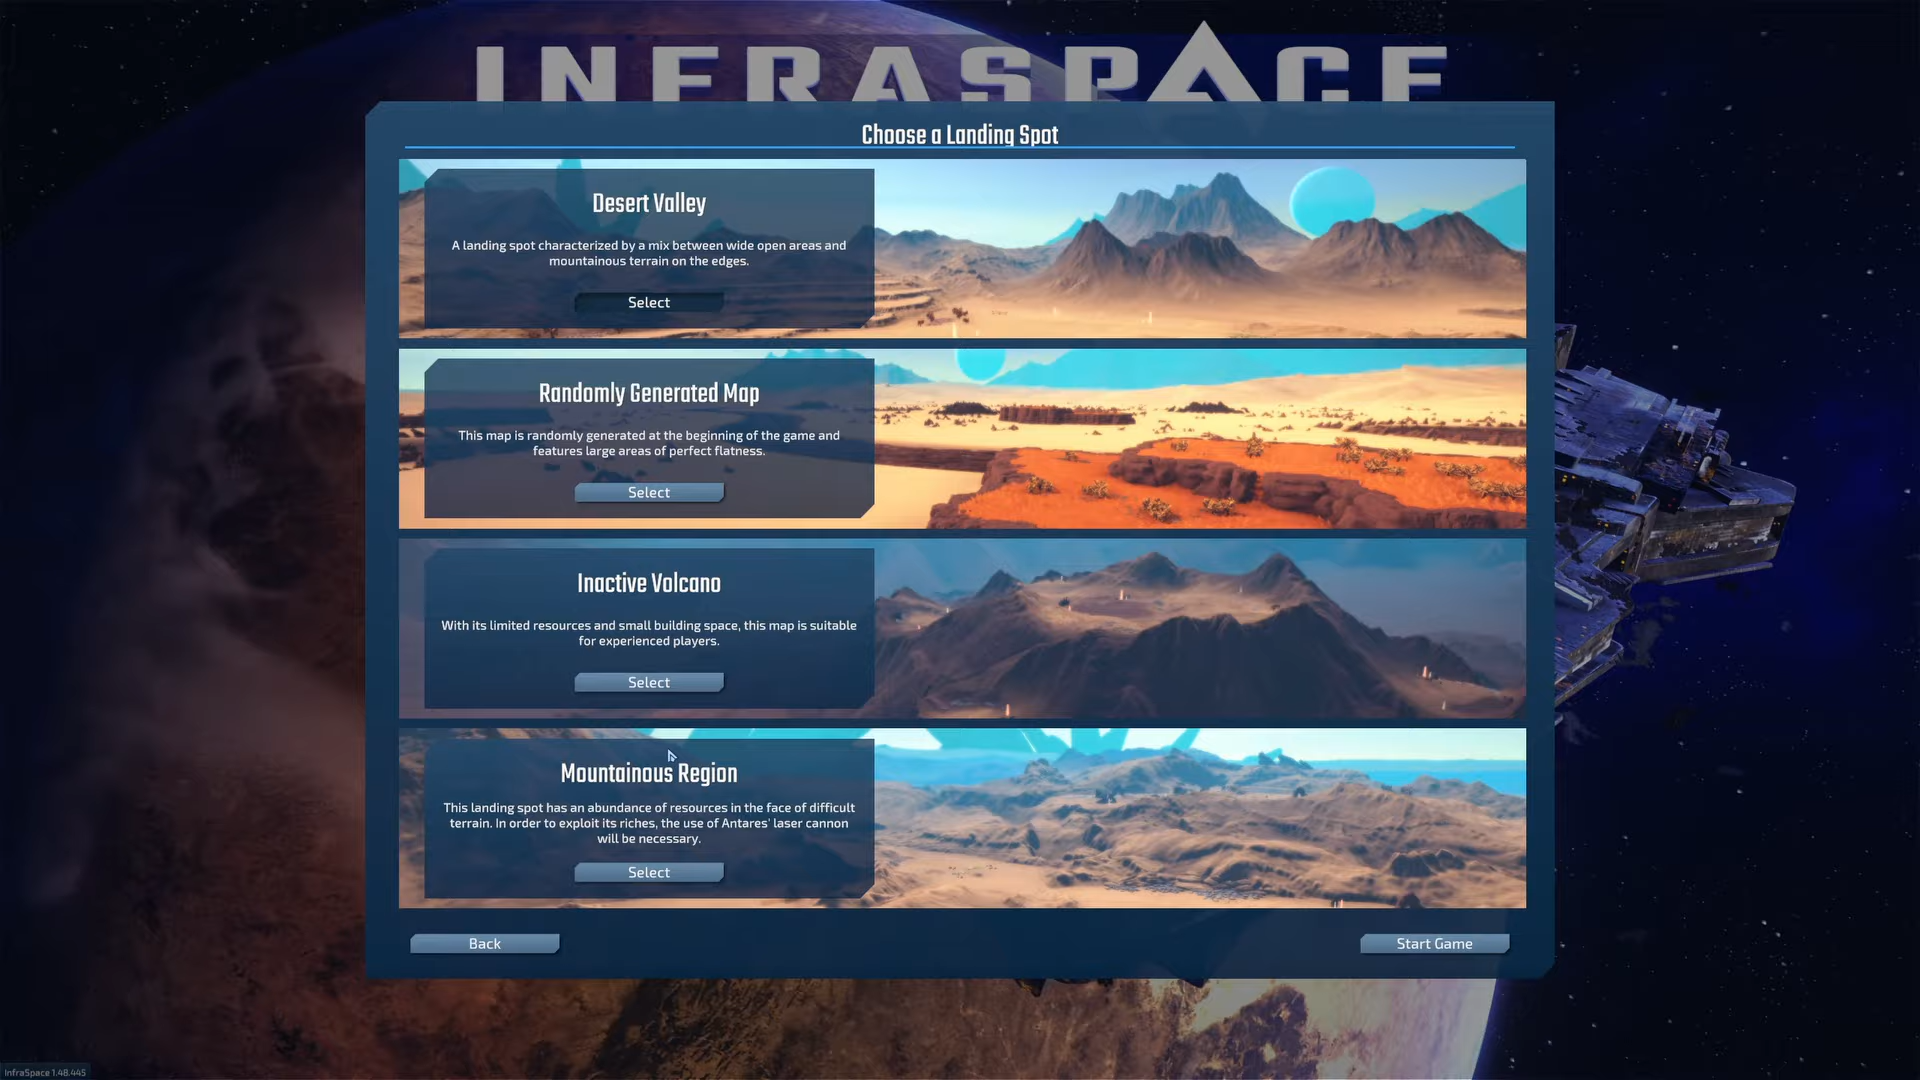 INFRASPACE
Choose a Landing Spot
Desert Valley
A landing spot characterized by a mix between wide open areas and
mountainous terrain on the edges.
Select
Randomly Generated Map
This map is randomly generated at the beginning of the game and
features large areas of perfect flatness.
Select
Inactive Volcano
With its limited resources and small building space, this map is suitable
for experienced players.
Select
Mountainous Region
This landing spot has an abundance of resources in the face of difficult
terrain. In order to exploit its riches, the use of Antares' laser cannon
will be necessary.
Select
Back
Start Game
InfraSpace 1.48.445